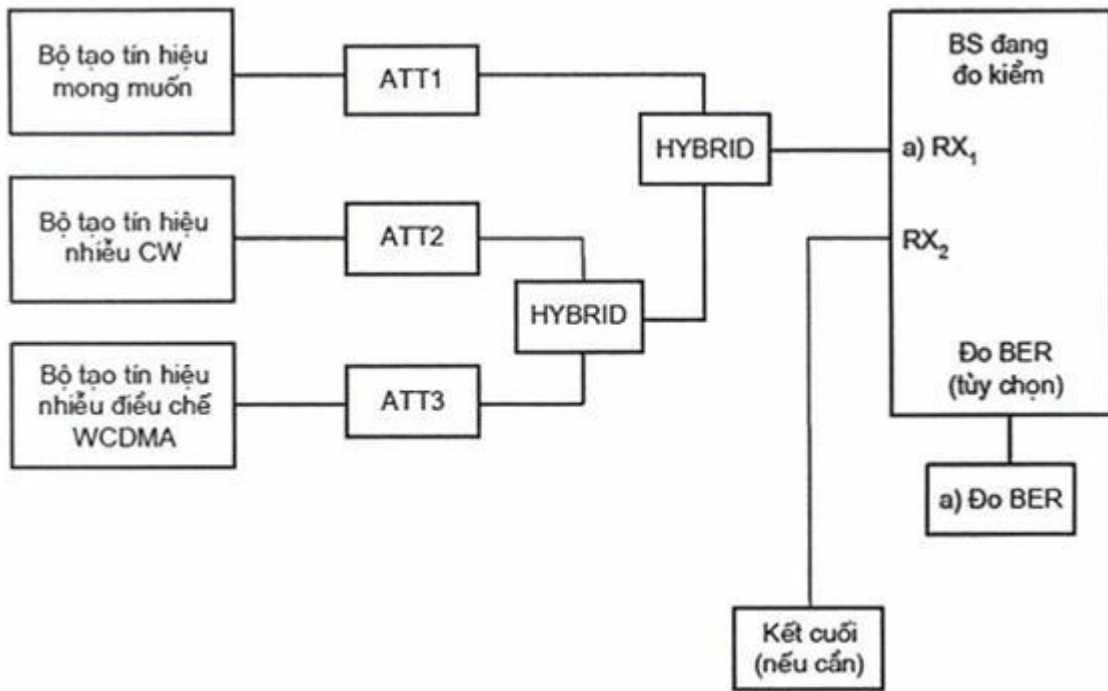 Bộ tạo tín hiệu
mong muốn
ATT1
HYBRID
BS đang
đo kiểm
a) RX₁
Bộ tạo tín hiệu
nhiễu CW
ATT2
HYBRID
RX₂
Bộ tạo tín hiệu
nhiễu điều chế
WCDMA
ATT3
Đo BER
(tùy chọn)
a) Đo BER
Kết cuối
(nếu cần)